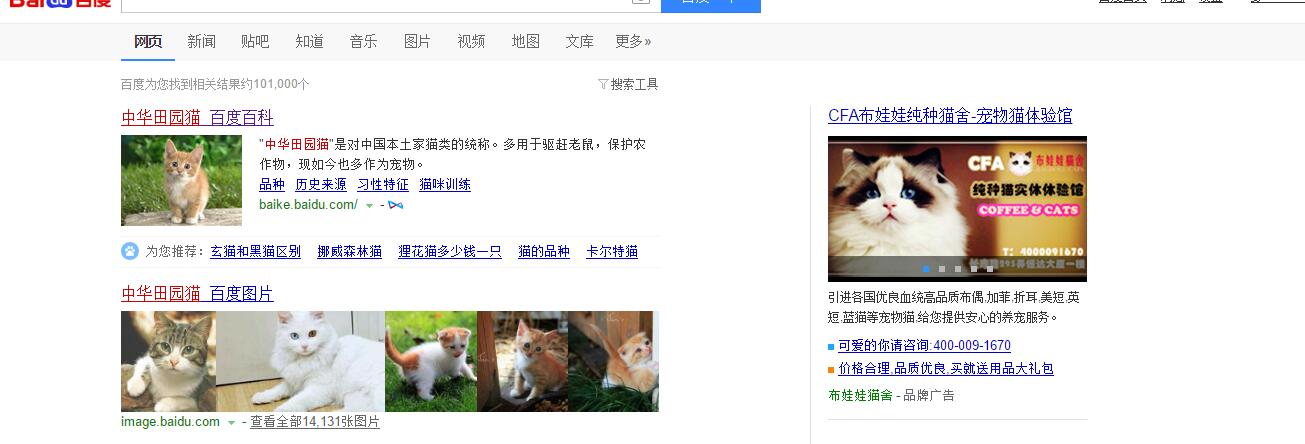 Bai 百度
网页 新闻 贴吧 知道 音乐 图片 视频 地图 文库 更多»
百度为您找到相关结果约101,000个
搜索工具
中华田园猫_百度百科
"中华田园猫"是对中国本土家猫类的统称。多用于驱赶老鼠，保护农
作物，现如今也多作为宠物。
品种 历史来源 习性特征 猫咪训练
baike.baidu.com/ -
为您推荐： 玄猫和黑猫区别 挪威森林猫 狸花猫多少钱一只 猫的品种 卡尔特猫
中华田园猫_百度图片
image.baidu.com - 查看全部14,131张图片
CFA布娃娃纯种猫舍-宠物猫体验馆
CFA 布娃娃猫舍
纯种猫实体体验馆
COFFEE & CATS
T：4000091670
引进各国优良血统高品质布偶,加菲,折耳,美短,英
短,蓝猫等宠物猫,给您提供安心的养宠服务。
可爱的你请咨询:400-009-1670
价格合理,品质优良,买就送用品大礼包
布娃娃猫舍 - 品牌广告